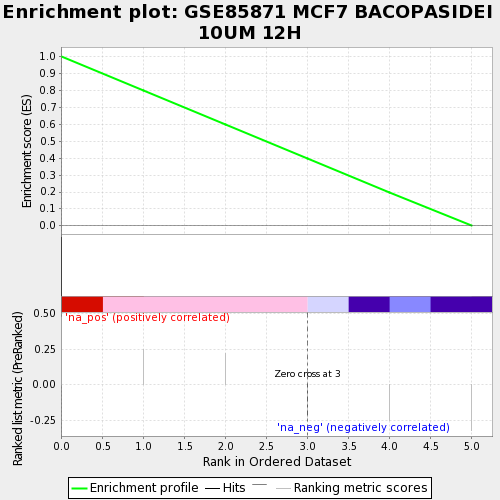 Enrichment plot: GSE85871 MCF7 BACOPASIDEI
10UM 12H
Enrichment score (ES)
1.0
0.9
0.8
0.7
0.6
0.5
0.4
0.3
0.2
0.1
0.0
Ranked list metric (PreRanked)
0.50
0.25
0.00
-0.25
'na_pos' (positively correlated)
Zero cross at 3
'na_neg' (negatively correlated)
0.0 0.5 1.0 1.5 2.0 2.5 3.0 3.5 4.0 4.5 5.0
Rank in Ordered Dataset
Enrichment profile Hits Ranking metric scores